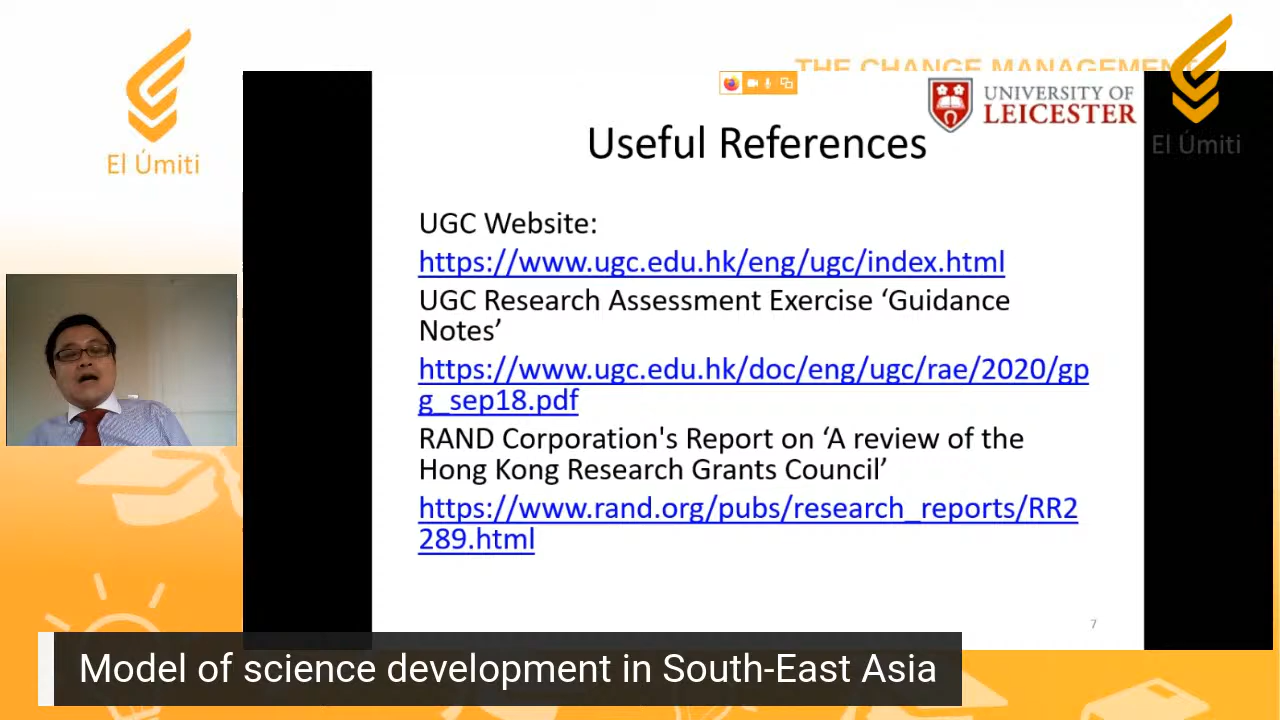 THE CHANGE MANAGEMENT
El Úmiti
UNIVERSITY OF
LEICESTER
El Úmiti
Useful References
UGC Website:
https://www.ugc.edu.hk/eng/ugc/index.html
UGC Research Assessment Exercise ‘Guidance
Notes’
https://www.ugc.edu.hk/doc/eng/ugc/rae/2020/gp
g_sep18.pdf
RAND Corporation's Report on ‘A review of the
Hong Kong Research Grants Council’
https://www.rand.org/pubs/research_reports/RR2
289.html
7
Model of science development in South-East Asia